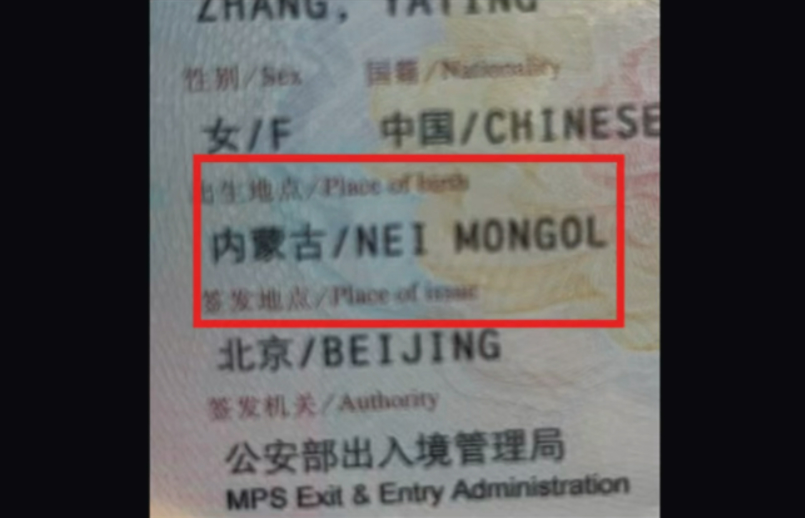 ZHANG, YATING
性别/Sex 国籍/Nationality
女/F 中国/CHINESE
出生地点/Place of birth
内蒙古/NEI MONGOL
签发地点/Place of issue
北京/BEIJING
签发机关/Authority
公安部出入境管理局
MPS Exit & Entry Administration